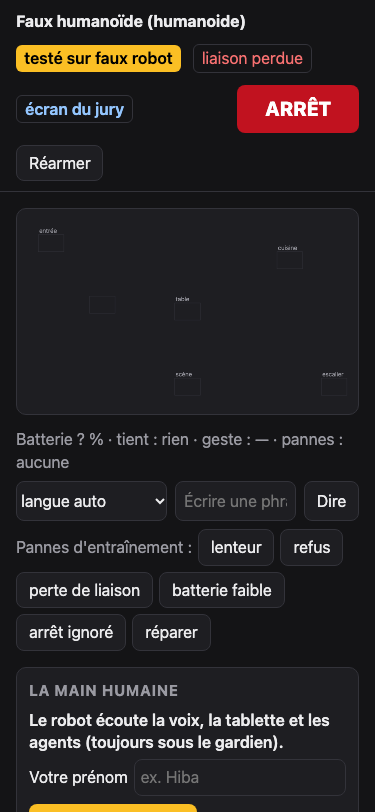 Faux humanoïde (humanoide)
testé sur faux robot
liaison perdue
écran du jury
ARRÊT
Réarmer
entrée
cuisine
table
scène
escalier
Batterie ? % · tient : rien · geste : — · pannes :
aucune
langue auto
Écrire une phra
Dire
Pannes d'entraînement :
lenteur
refus
perte de liaison
batterie faible
arrêt ignoré
réparer
LA MAIN HUMAINE
Le robot écoute la voix, la tablette et les
agents (toujours sous le gardien).
Votre prénom
ex. Hiba